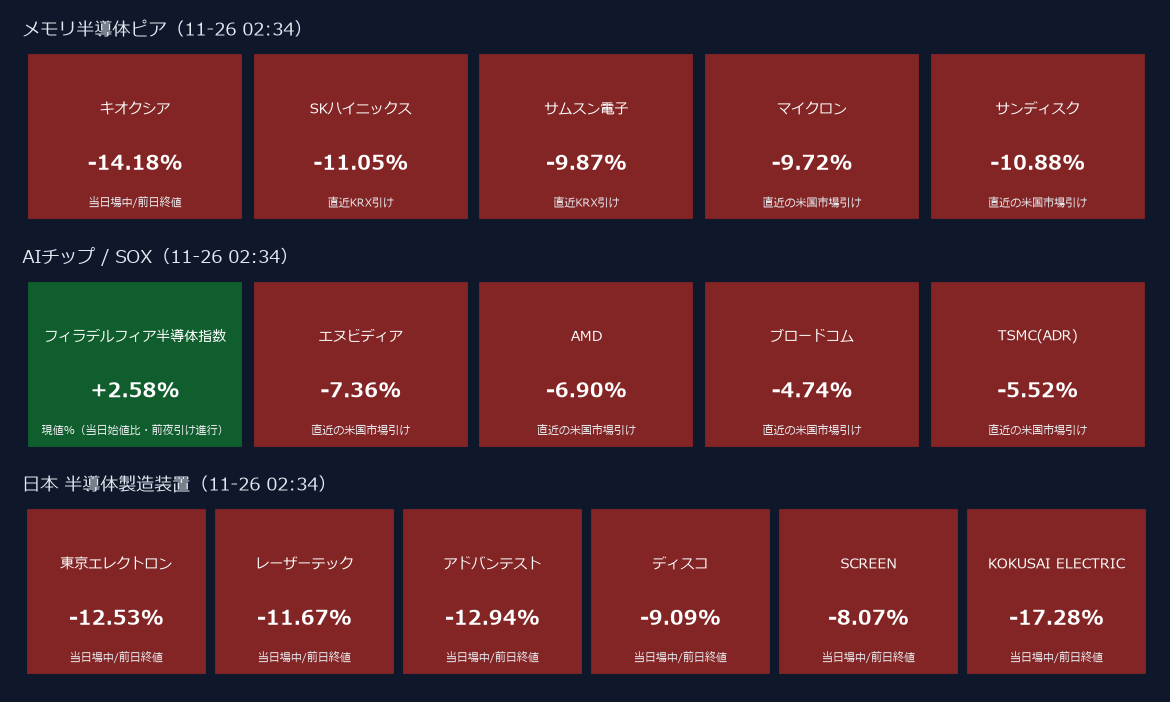 メモリ半導体ピア（11-26 02:34）
キオクシア
-14.18%
当日場中/前日終値
SKハイニックス
-11.05%
直近KRX引け
サムスン電子
-9.87%
直近KRX引け
マイクロン
-9.72%
直近の米国市場引け
サンディスク
-10.88%
直近の米国市場引け
AIチップ / SOX（11-26 02:34）
フィラデルフィア半導体指数
+2.58%
現値%（当日始値比・前夜引け進行）
エヌビディア
-7.36%
直近の米国市場引け
AMD
-6.90%
直近の米国市場引け
ブロードコム
-4.74%
直近の米国市場引け
TSMC(ADR)
-5.52%
直近の米国市場引け
日本 半導体製造装置（11-26 02:34）
東京エレクトロン
-12.53%
当日場中/前日終値
レーザーテック
-11.67%
当日場中/前日終値
アドバンテスト
-12.94%
当日場中/前日終値
ディスコ
-9.09%
当日場中/前日終値
SCREEN
-8.07%
当日場中/前日終値
KOKUSAI ELECTRIC
-17.28%
当日場中/前日終値